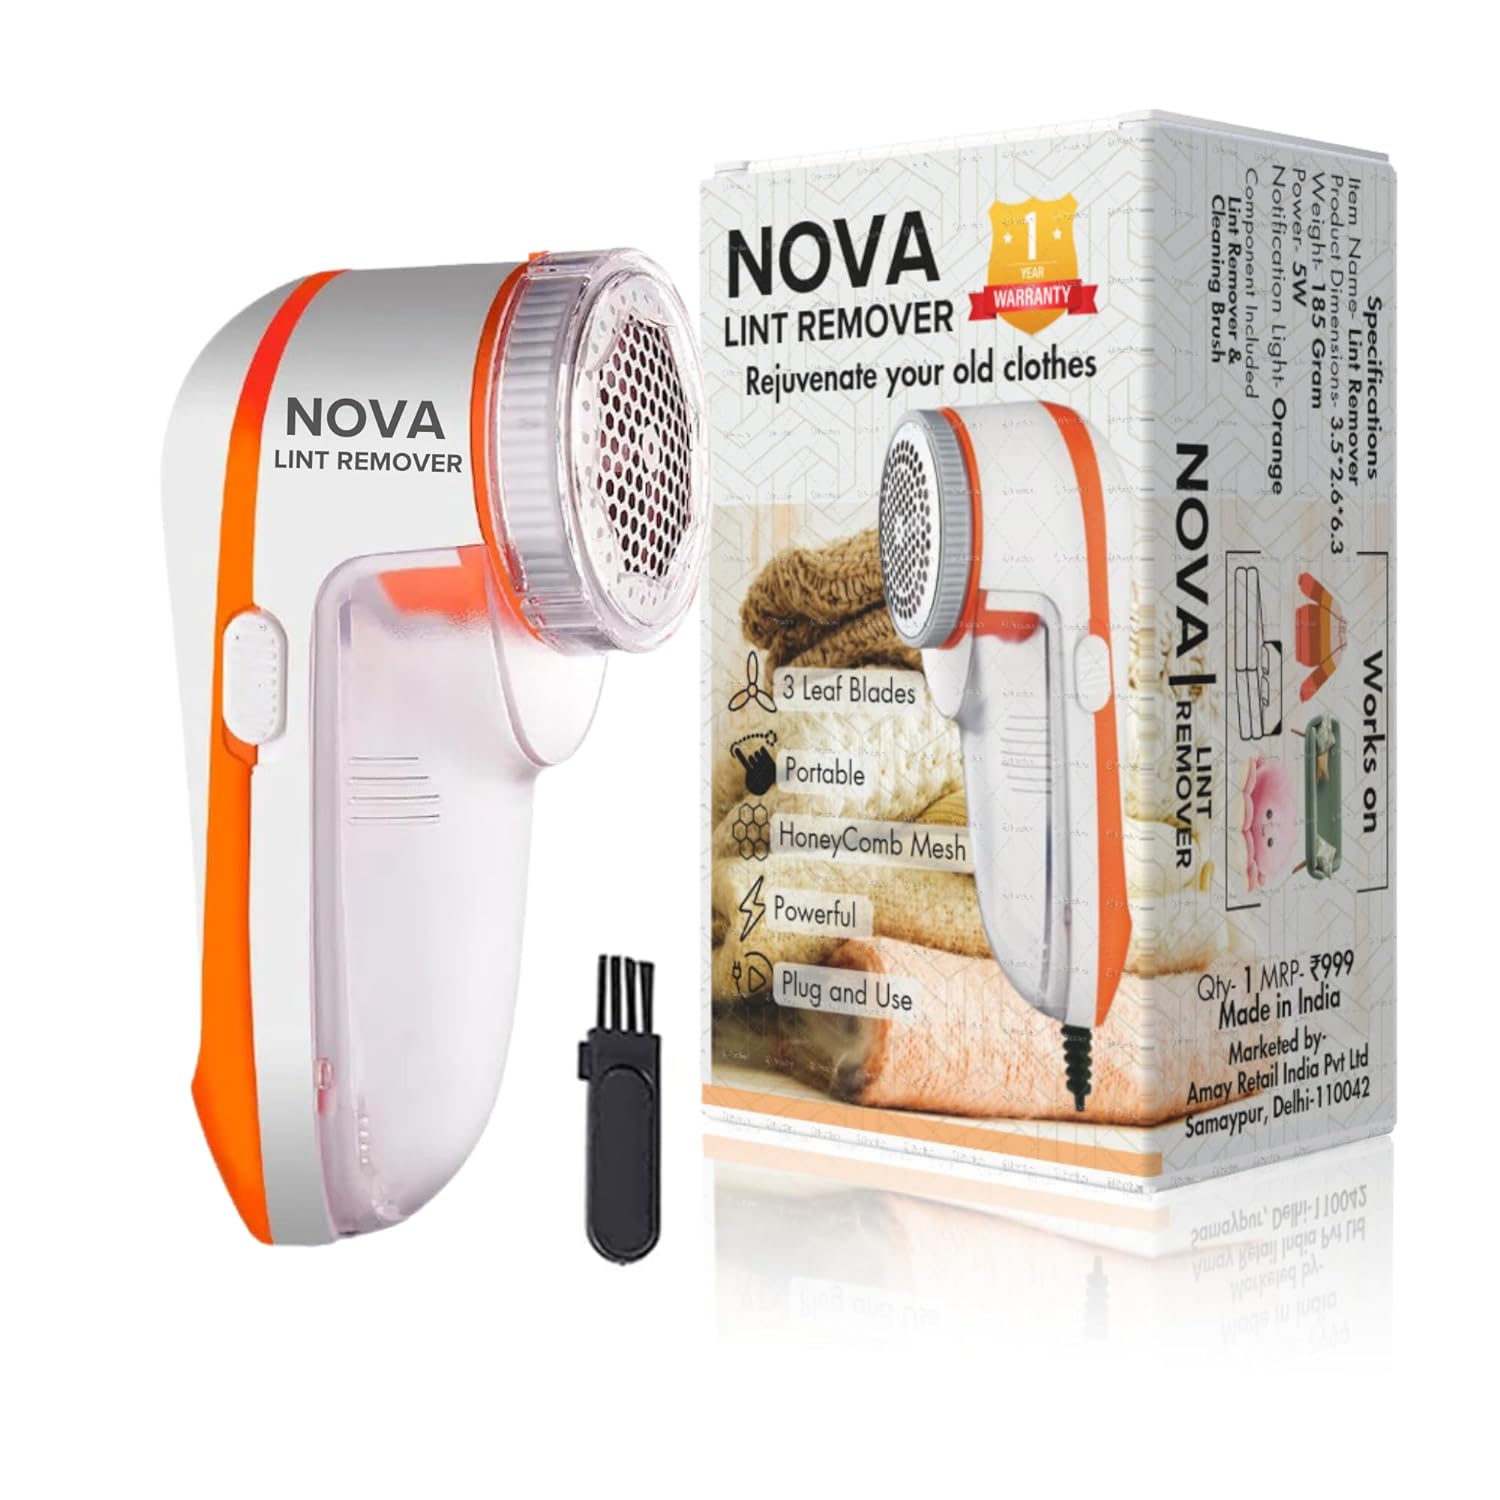 NOVA
LINT REMOVER
NOVA
LINT REMOVER
1
YEAR
WARRANTY
Rejuvenate your old clothes
3 Leaf Blades
Portable
HoneyComb Mesh
Powerful
Plug and Use
Specifications
Item Name- Lint Remover
Product Dimensions- 3.5*2.6*6.3
Weight- 185 Gram
Power- 5W
Notification Light- Orange
Component Included
Lint Remover &
Cleaning Brush
NOVA
LINT
REMOVER
Works on
Qty- 1 MRP- ₹999
Made in India
Marketed by-
Amay Retail India Pvt Ltd
Samaypur, Delhi-110042